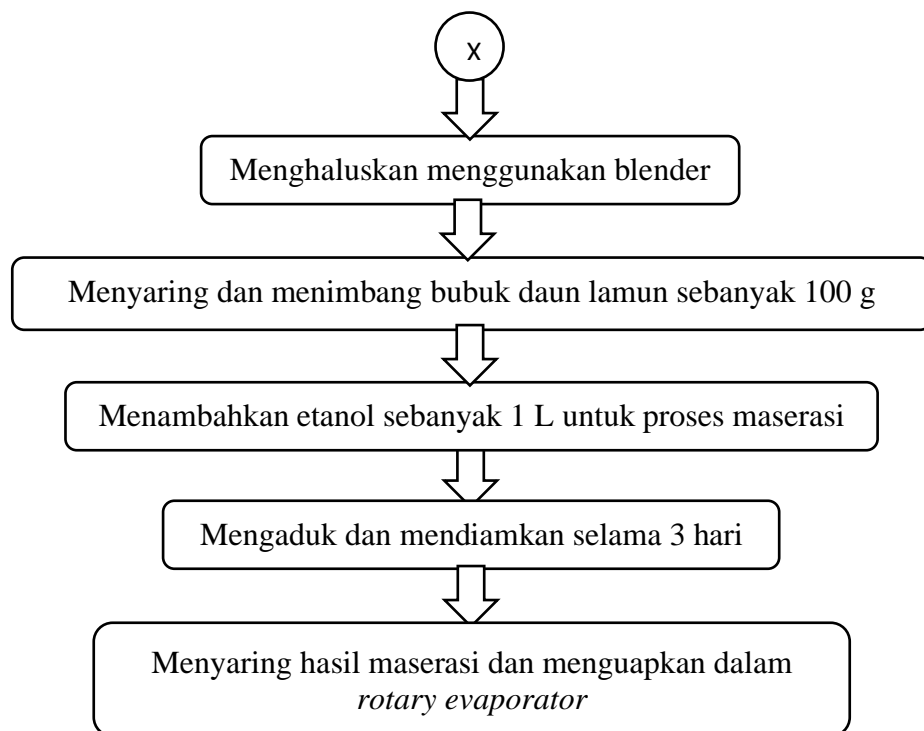 X
Menghaluskan menggunakan blender
Menyaring dan menimbang bubuk daun lamun sebanyak 100 g
Menambahkan etanol sebanyak 1 L untuk proses maserasi
Mengaduk dan mendiamkan selama 3 hari
Menyaring hasil maserasi dan menguapkan dalam
rotary evaporator